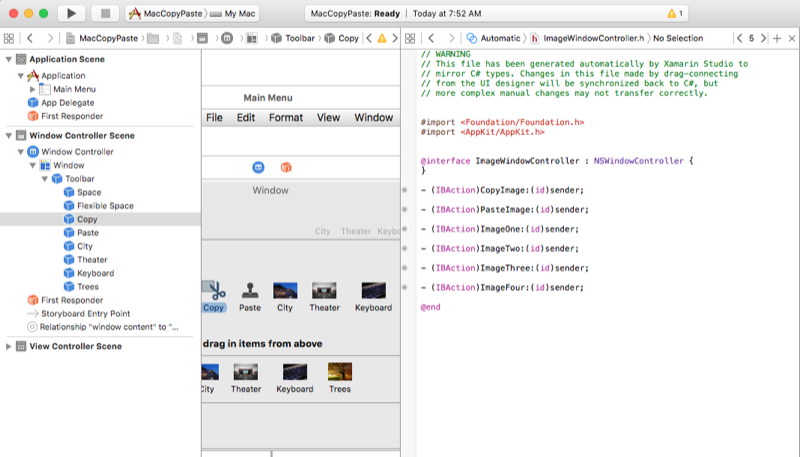 MacCopyPaste
My Mac
MacCopyPaste: Ready | Today at 7:52 AM
1
MacCopyPaste
Toolbar
Copy
Automatic
ImageWindowController.h
No Selection
5
Application Scene
Application
Main Menu
App Delegate
First Responder
Window Controller Scene
Window Controller
Window
Toolbar
Space
Flexible Space
Copy
Paste
City
Theater
Keyboard
Trees
First Responder
Storyboard Entry Point
Relationship "window content" to "...
View Controller Scene
Main Menu
File Edit Format View Window
Window
City Theater Keybo
Copy Paste City Theater Keyboard
drag in items from above
City Theater Keyboard Trees
// WARNING
// This file has been generated automatically by Xamarin Studio to
// mirror C# types. Changes in this file made by drag-connecting
// from the UI designer will be synchronized back to C#, but
// more complex manual changes may not transfer correctly.
#import <Foundation/Foundation.h>
#import <AppKit/AppKit.h>
@interface ImageWindowController : NSWindowController {
}
- (IBAction)CopyImage:(id)sender;
- (IBAction)PasteImage:(id)sender;
- (IBAction)ImageOne:(id)sender;
- (IBAction)ImageTwo:(id)sender;
- (IBAction)ImageThree:(id)sender;
- (IBAction)ImageFour:(id)sender;
@end